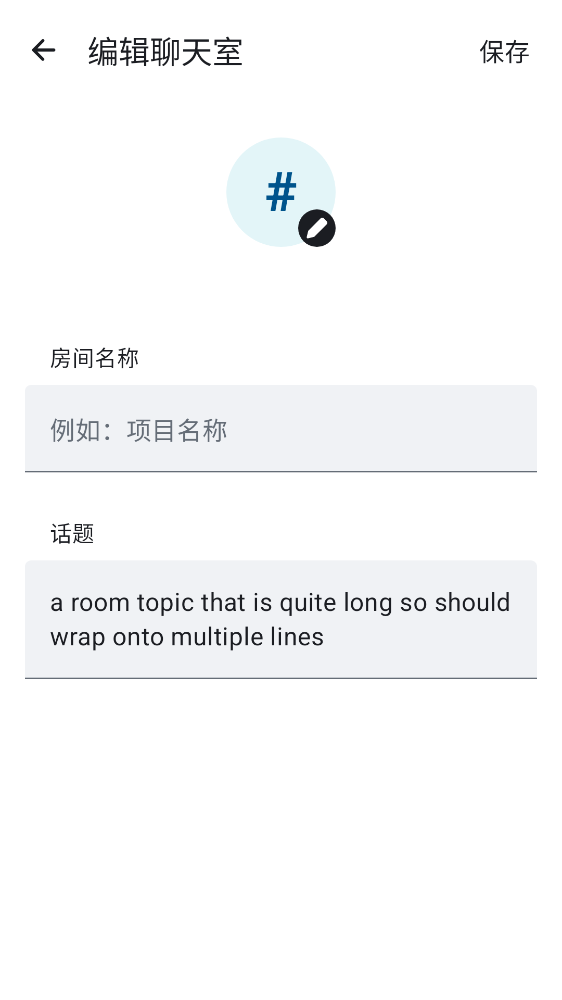 编辑聊天室
保存
#
房间名称
例如：项目名称
话题
a room topic that is quite long so should
wrap onto multiple lines